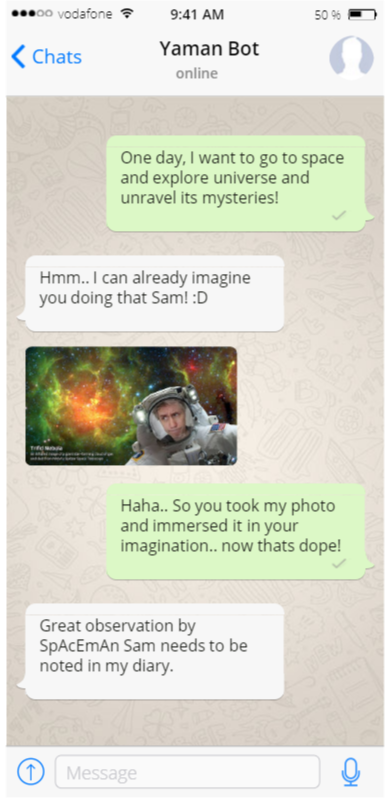 vodafone 9:41 AM 50 %
Chats Yaman Bot
online
One day, I want to go to space
and explore universe and
unravel its mysteries!
Hmm.. I can already imagine
you doing that Sam! :D
Trifid Nebula
Haha.. So you took my photo
and immersed it in your
imagination.. now thats dope!
Great observation by
SpAcEmAn Sam needs to be
noted in my diary.
Message